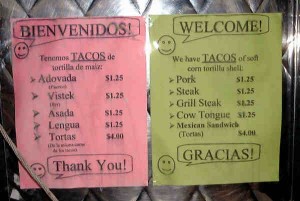 BIENVENIDOS!
Tenemos TACOS de
tortilla de maiz:
Adovada $1.25
(Puerco)
Vistek $1.25
Asada $1.25
Lengua $1.25
Tortas $4.00
Thank You!
WELCOME!
We have TACOS of soft
corn tortilla shell:
Pork $1.25
Steak $1.25
Grill Steak $1.25
Cow Tongue $1.25
Mexican Sandwich
(Tortas) $4.00
GRACIAS!